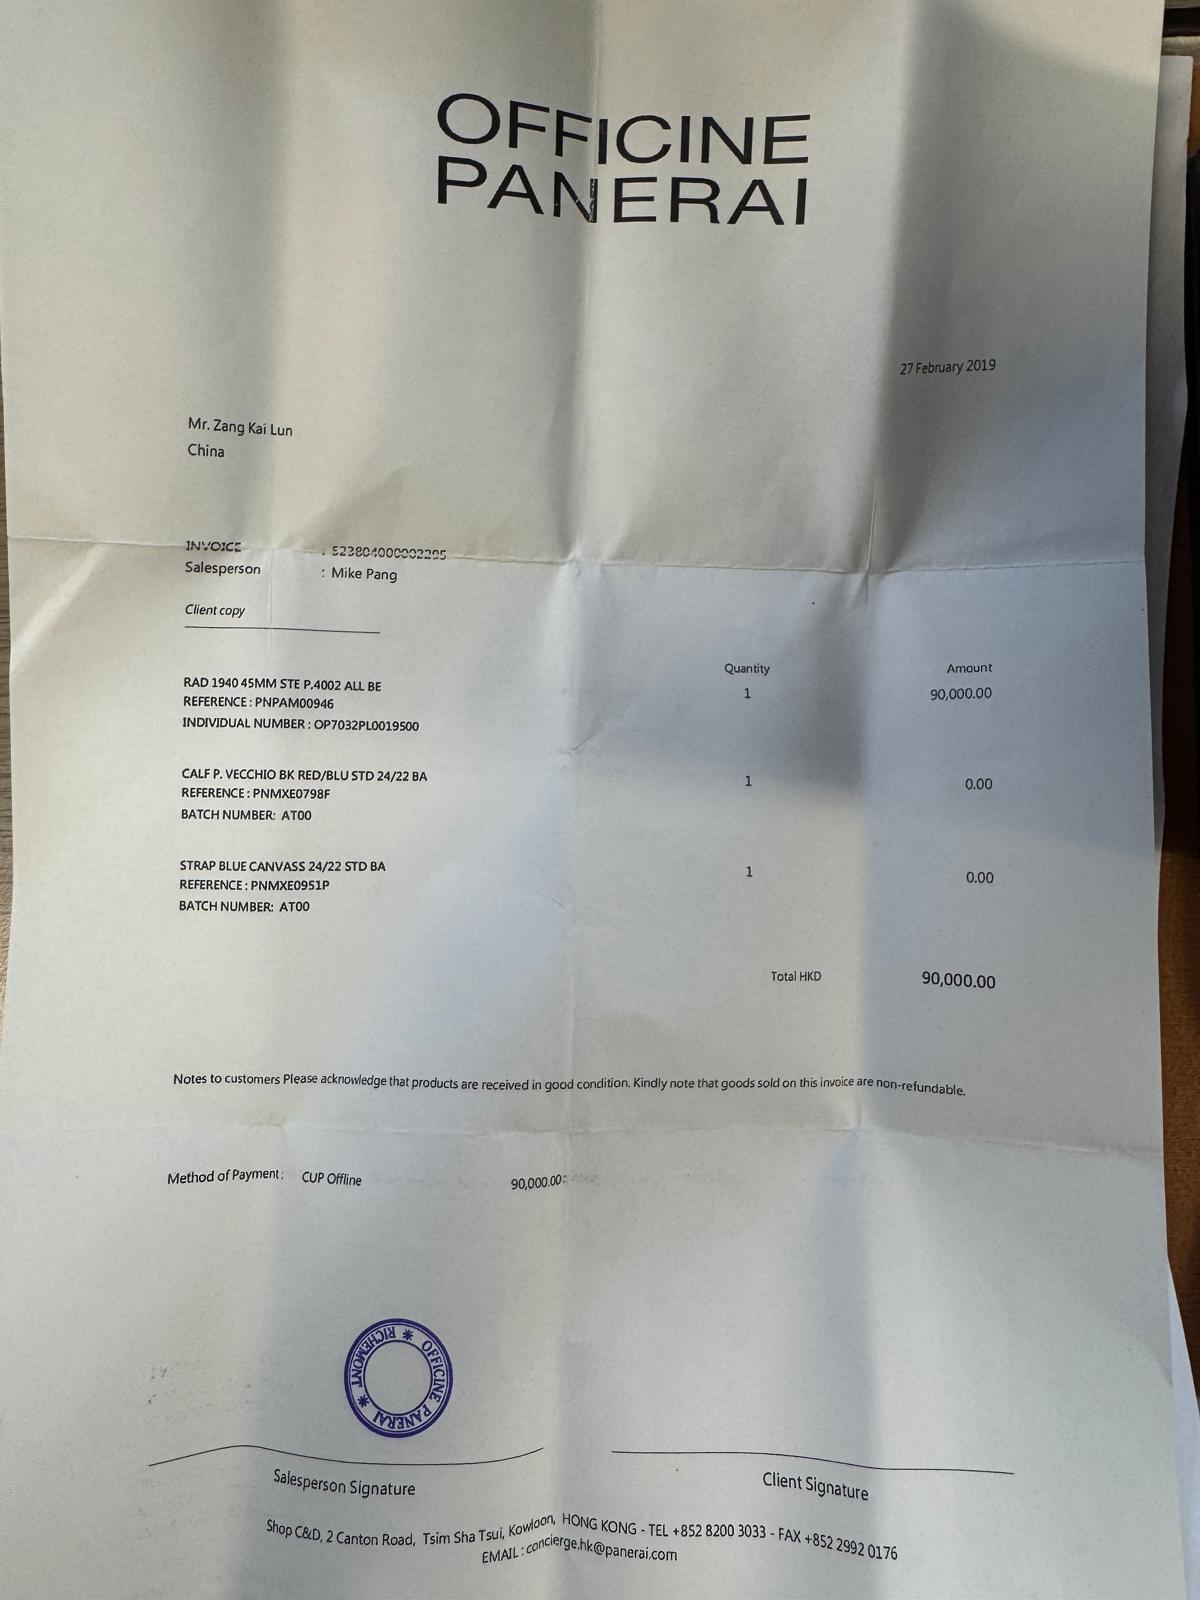 OFFICINE
PANERAI
27 February 2019
Mr. Zang Kai Lun
China
INVOICE : 523804000002295
Salesperson : Mike Pang
Client copy
Quantity Amount
RAD 1940 45MM STE P.4002 ALL BE 1 90,000.00
REFERENCE : PNPAM00946
INDIVIDUAL NUMBER : OP7032PL0019500
CALF P. VECCHIO BK RED/BLU STD 24/22 BA 1 0.00
REFERENCE : PNMXE0798F
BATCH NUMBER: AT00
STRAP BLUE CANVASS 24/22 STD BA 1 0.00
REFERENCE : PNMXE0951P
BATCH NUMBER: AT00
Total HKD 90,000.00
Notes to customers Please acknowledge that products are received in good condition. Kindly note that goods sold on this invoice are non-refundable.
Method of Payment : CUP Offline 90,000.00
OFFICINE PANERAI * RICHEMONT *
Salesperson Signature Client Signature
Shop C&D, 2 Canton Road, Tsim Sha Tsui, Kowloon, HONG KONG - TEL +852 8200 3033 - FAX +852 2992 0176
EMAIL : concierge.hk@panerai.com